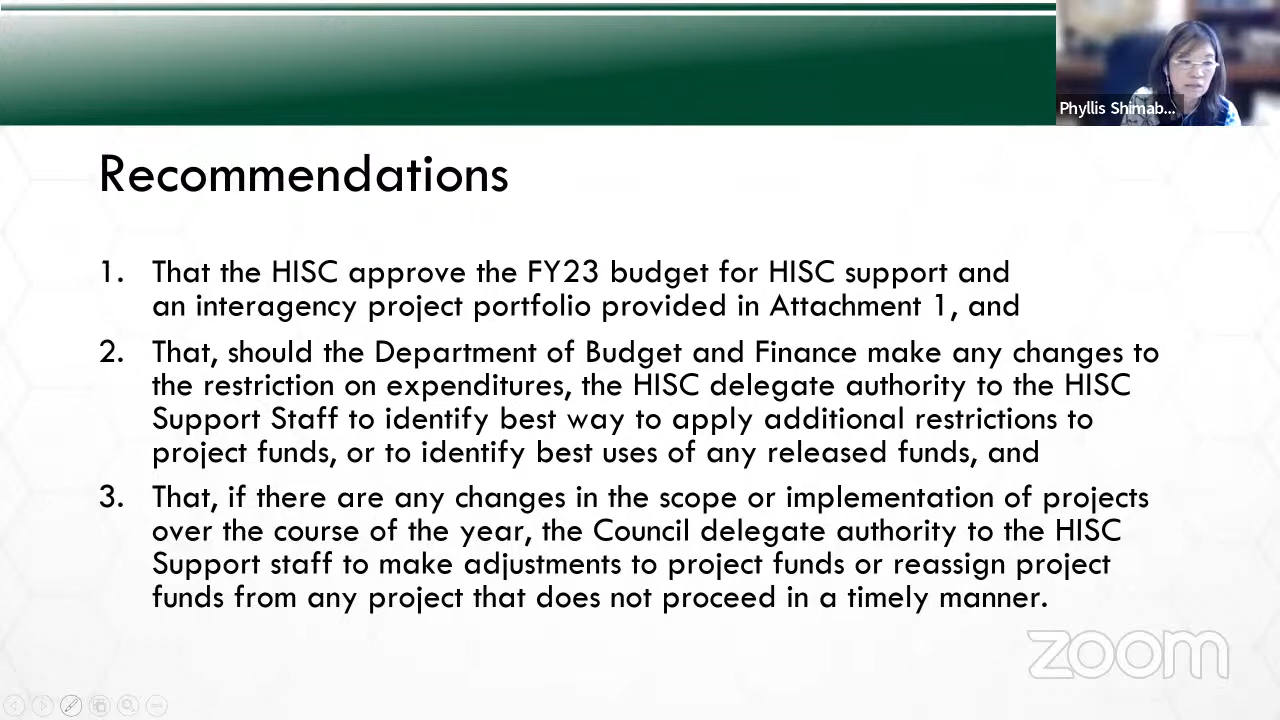 Phyllis Shimab...
Recommendations
1. That the HISC approve the FY23 budget for HISC support and
an interagency project portfolio provided in Attachment 1, and
2. That, should the Department of Budget and Finance make any changes to
the restriction on expenditures, the HISC delegate authority to the HISC
Support Staff to identify best way to apply additional restrictions to
project funds, or to identify best uses of any released funds, and
3. That, if there are any changes in the scope or implementation of projects
over the course of the year, the Council delegate authority to the HISC
Support staff to make adjustments to project funds or reassign project
funds from any project that does not proceed in a timely manner.
zoom